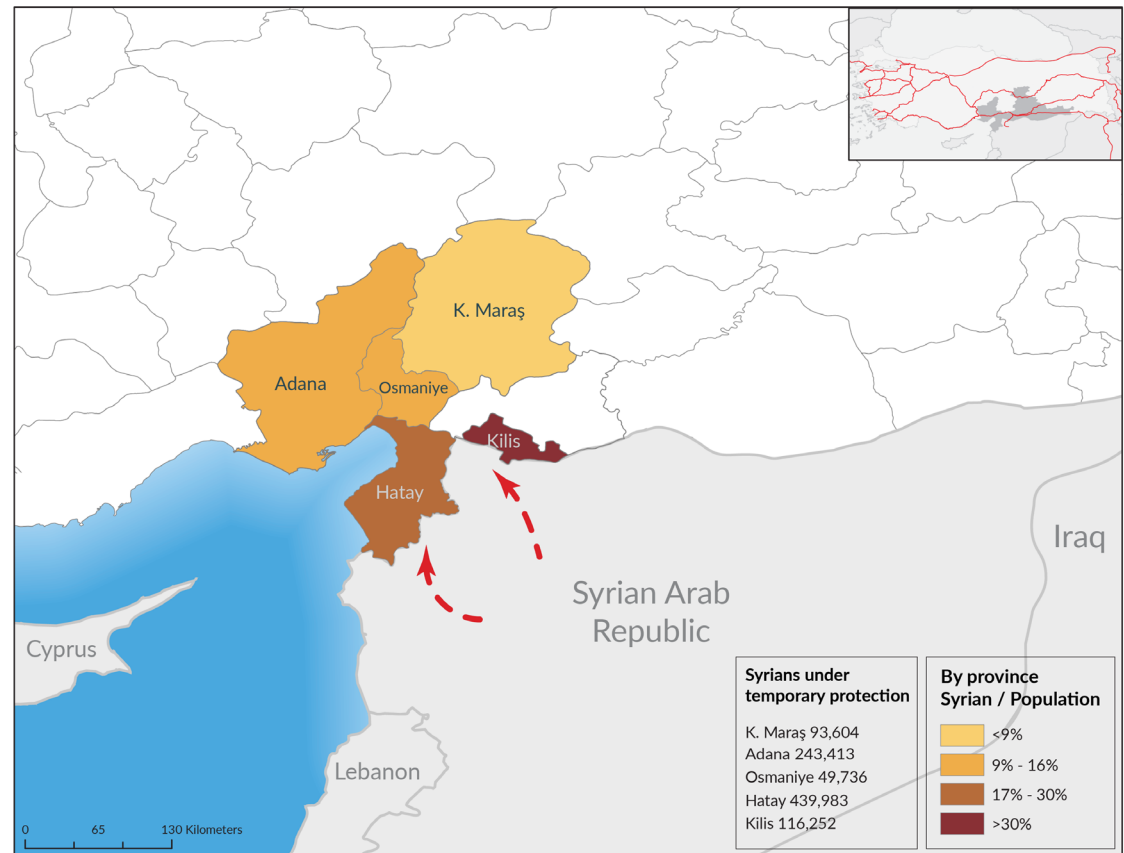 K. Maraş
Adana
Osmaniye
Kilis
Hatay
Iraq
Syrian Arab
Republic
Cyprus
Lebanon
0 65 130 Kilometers
Syrians under
temporary protection
K. Maraş 93,604
Adana 243,413
Osmaniye 49,736
Hatay 439,983
Kilis 116,252
By province
Syrian / Population
<9%
9% - 16%
17% - 30%
>30%